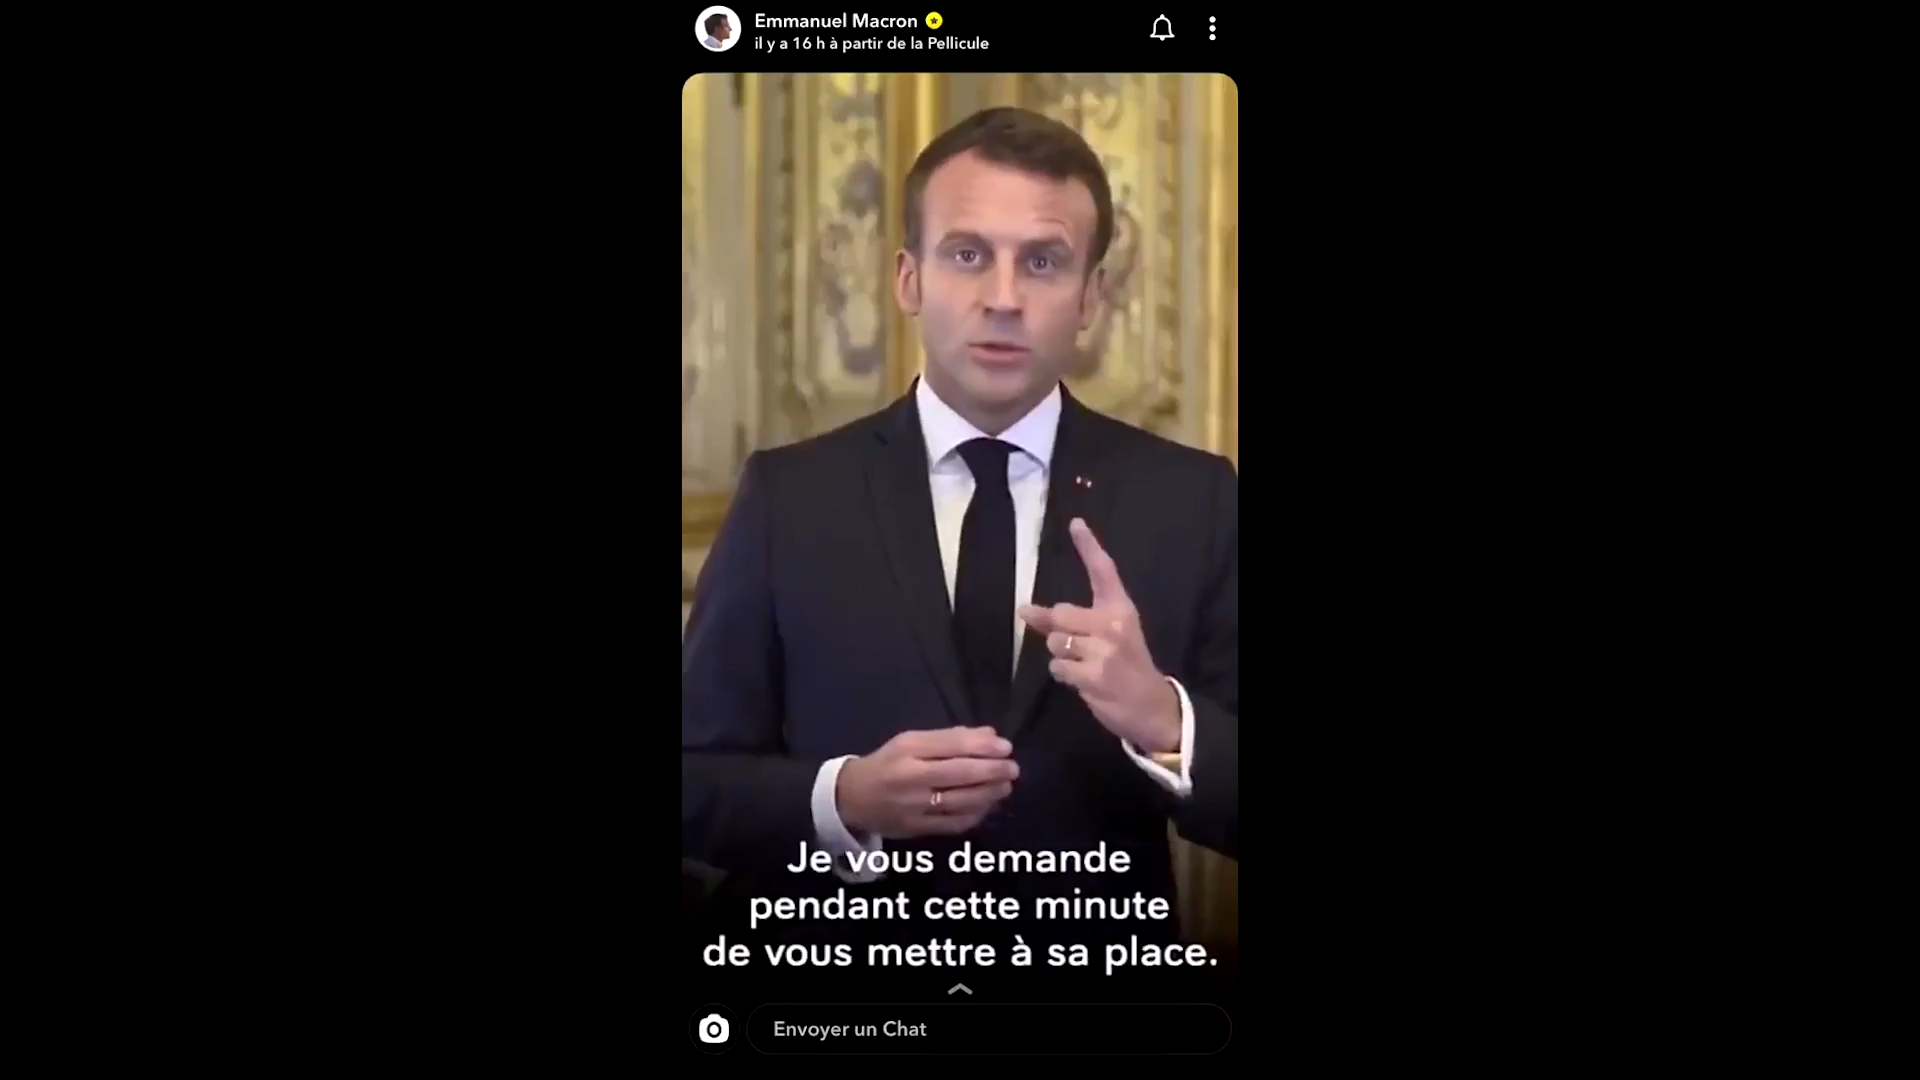 Emmanuel Macron
il y a 16 h à partir de la Pellicule
Je vous demande
pendant cette minute
de vous mettre à sa place.
Envoyer un Chat